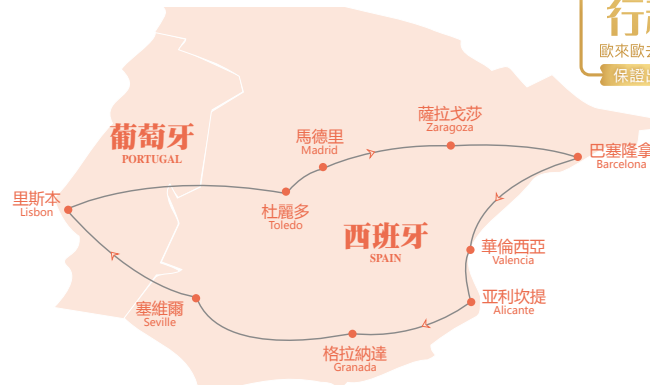 歐來歐去
保證
薩拉戈莎
Zaragoza
葡萄牙
PORTUGAL
馬德里
Madrid
巴塞隆拿
Barcelona
里斯本
Lisbon
杜麗多
Toledo
西班牙
SPAIN
華倫西亞
Valencia
亚利坎提
Alicante
塞維爾
Seville
格拉納達
Granada